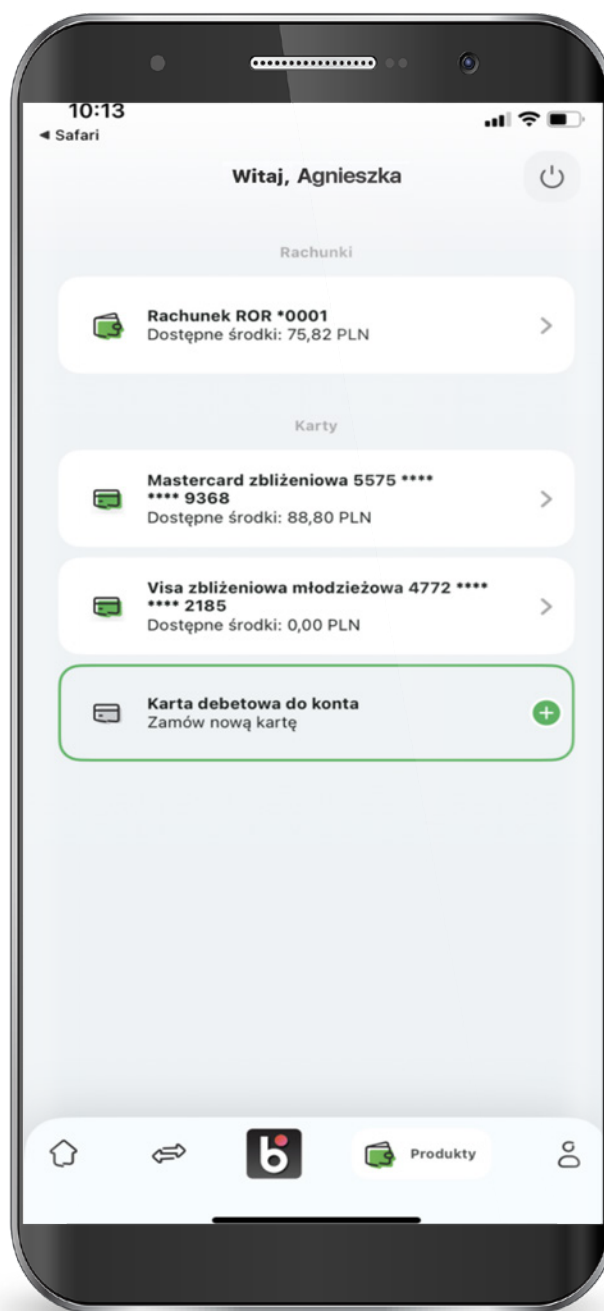 10:13
◀ Safari
Witaj, Agnieszka
Rachunki
Rachunek ROR *0001
Dostępne środki: 75,82 PLN
Karty
Mastercard zbliżeniowa 5575 ****
**** 9368
Dostępne środki: 88,80 PLN
Visa zbliżeniowa młodzieżowa 4772 ****
**** 2185
Dostępne środki: 0,00 PLN
Karta debetowa do konta
Zamów nową kartę
b
Produkty